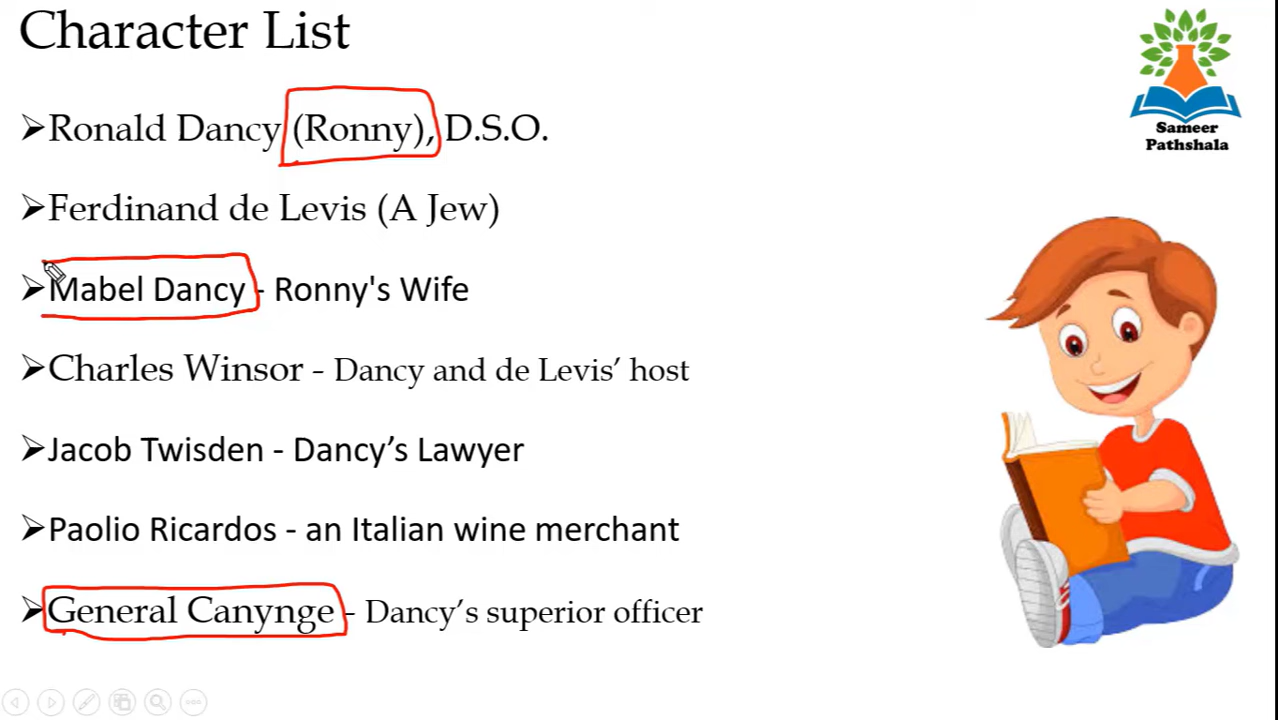 Character List
➢Ronald Dancy (Ronny), D.S.O.
➢Ferdinand de Levis (A Jew)
➢Mabel Dancy - Ronny's Wife
➢Charles Winsor - Dancy and de Levis’ host
➢Jacob Twisden - Dancy’s Lawyer
➢Paolio Ricardos - an Italian wine merchant
➢General Canynge - Dancy’s superior officer
Sameer
Pathshala